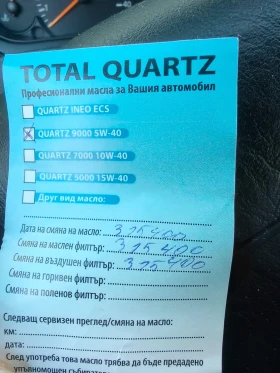 TOTAL QUARTZ
Професионални масла за Вашия автомобил
QUARTZ INEO ECS
QUARTZ 9000 5W-40
QUARTZ 7000 10W-40
QUARTZ 5000 15W-40
Друг вид масло:
Дата на смяна на масло: 325400
Смяна на маслен филтър: 325400
Смяна на въздушен филтър: 325400
Смяна на горивен филтър:
Смяна на поленов филтър:
Следващ сервизен преглед/смяна на масло:
км:
дата:
След употреба това масло трябва да бъде предадено